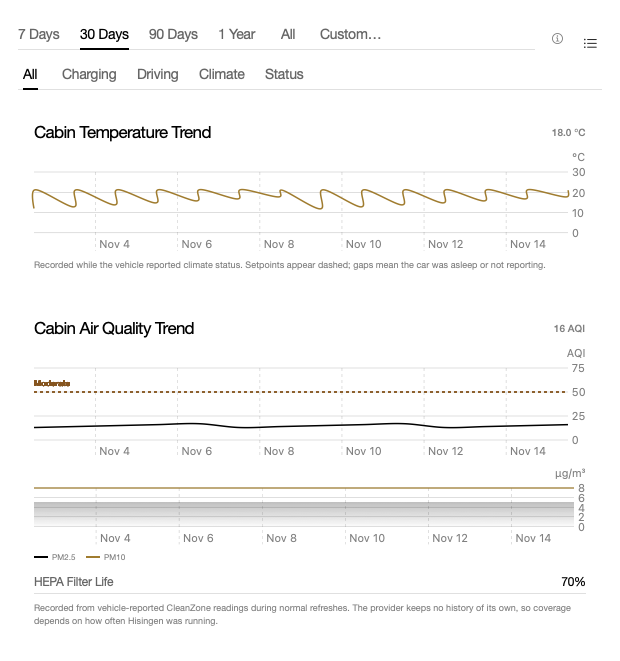 7 Days 30 Days 90 Days 1 Year All Custom...
All Charging Driving Climate Status
Cabin Temperature Trend 18.0 °C
°C
30
20
10
0
Nov 4 Nov 6 Nov 8 Nov 10 Nov 12 Nov 14
Recorded while the vehicle reported climate status. Setpoints appear dashed; gaps mean the car was asleep or not reporting.
Cabin Air Quality Trend 16 AQI
AQI
75
Moderate
50
25
0
Nov 4 Nov 6 Nov 8 Nov 10 Nov 12 Nov 14
µg/m³
8
6
4
2
0
Nov 4 Nov 6 Nov 8 Nov 10 Nov 12 Nov 14
PM2.5 PM10
HEPA Filter Life 70%
Recorded from vehicle-reported CleanZone readings during normal refreshes. The provider keeps no history of its own, so coverage
depends on how often Hisingen was running.